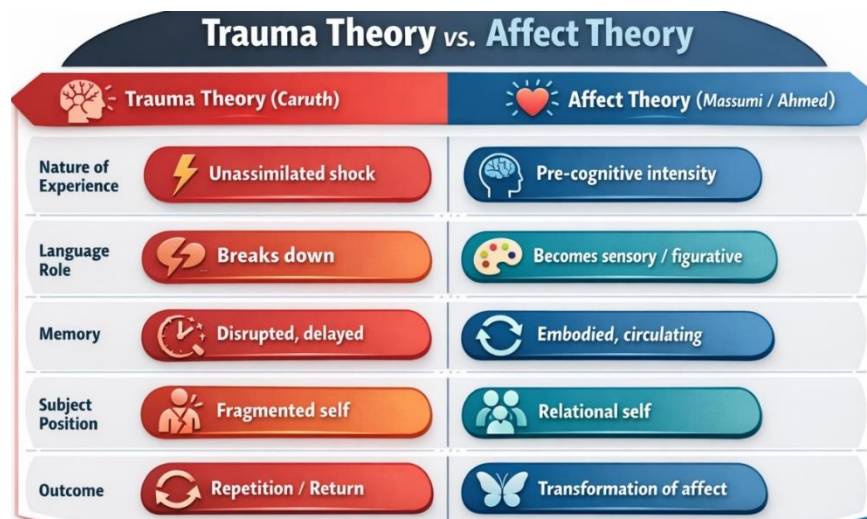 Trauma Theory vs. Affect Theory
Trauma Theory (Caruth)
Affect Theory (Massumi / Ahmed)
Nature of
Experience
Unassimilated shock
Pre-cognitive intensity
Language
Role
Breaks down
Becomes sensory / figurative
Memory
Disrupted, delayed
Embodied, circulating
Subject
Position
Fragmented self
Relational self
Outcome
Repetition / Return
Transformation of affect